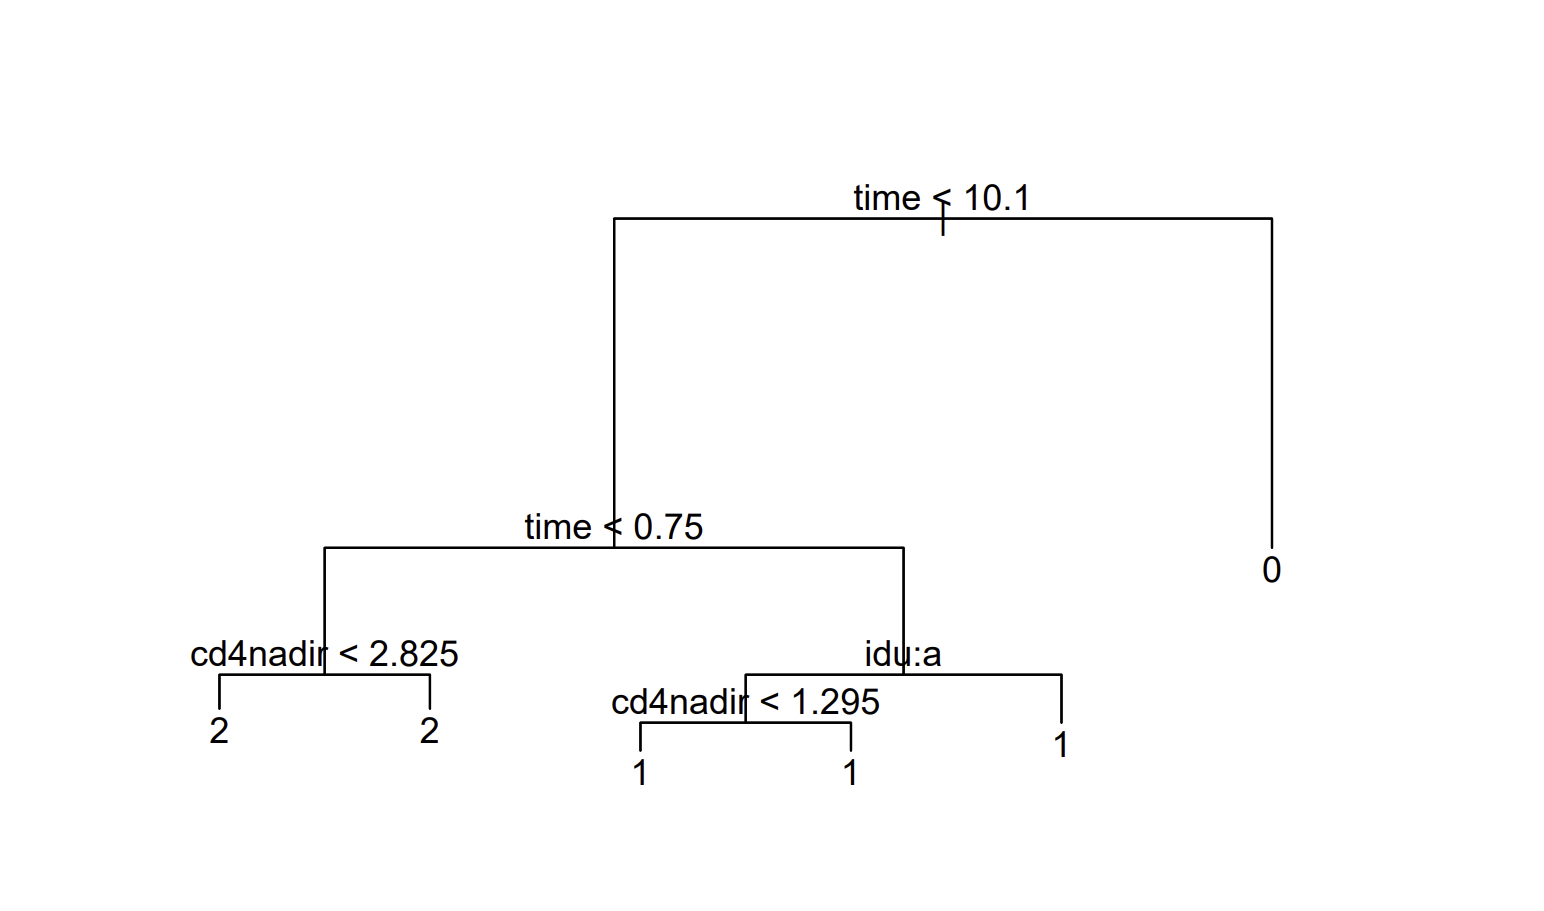 time < 10.1
time < 0.75
0
cd4nadir < 2.825
idu:a
cd4nadir < 1.295
2
2
1
1
1